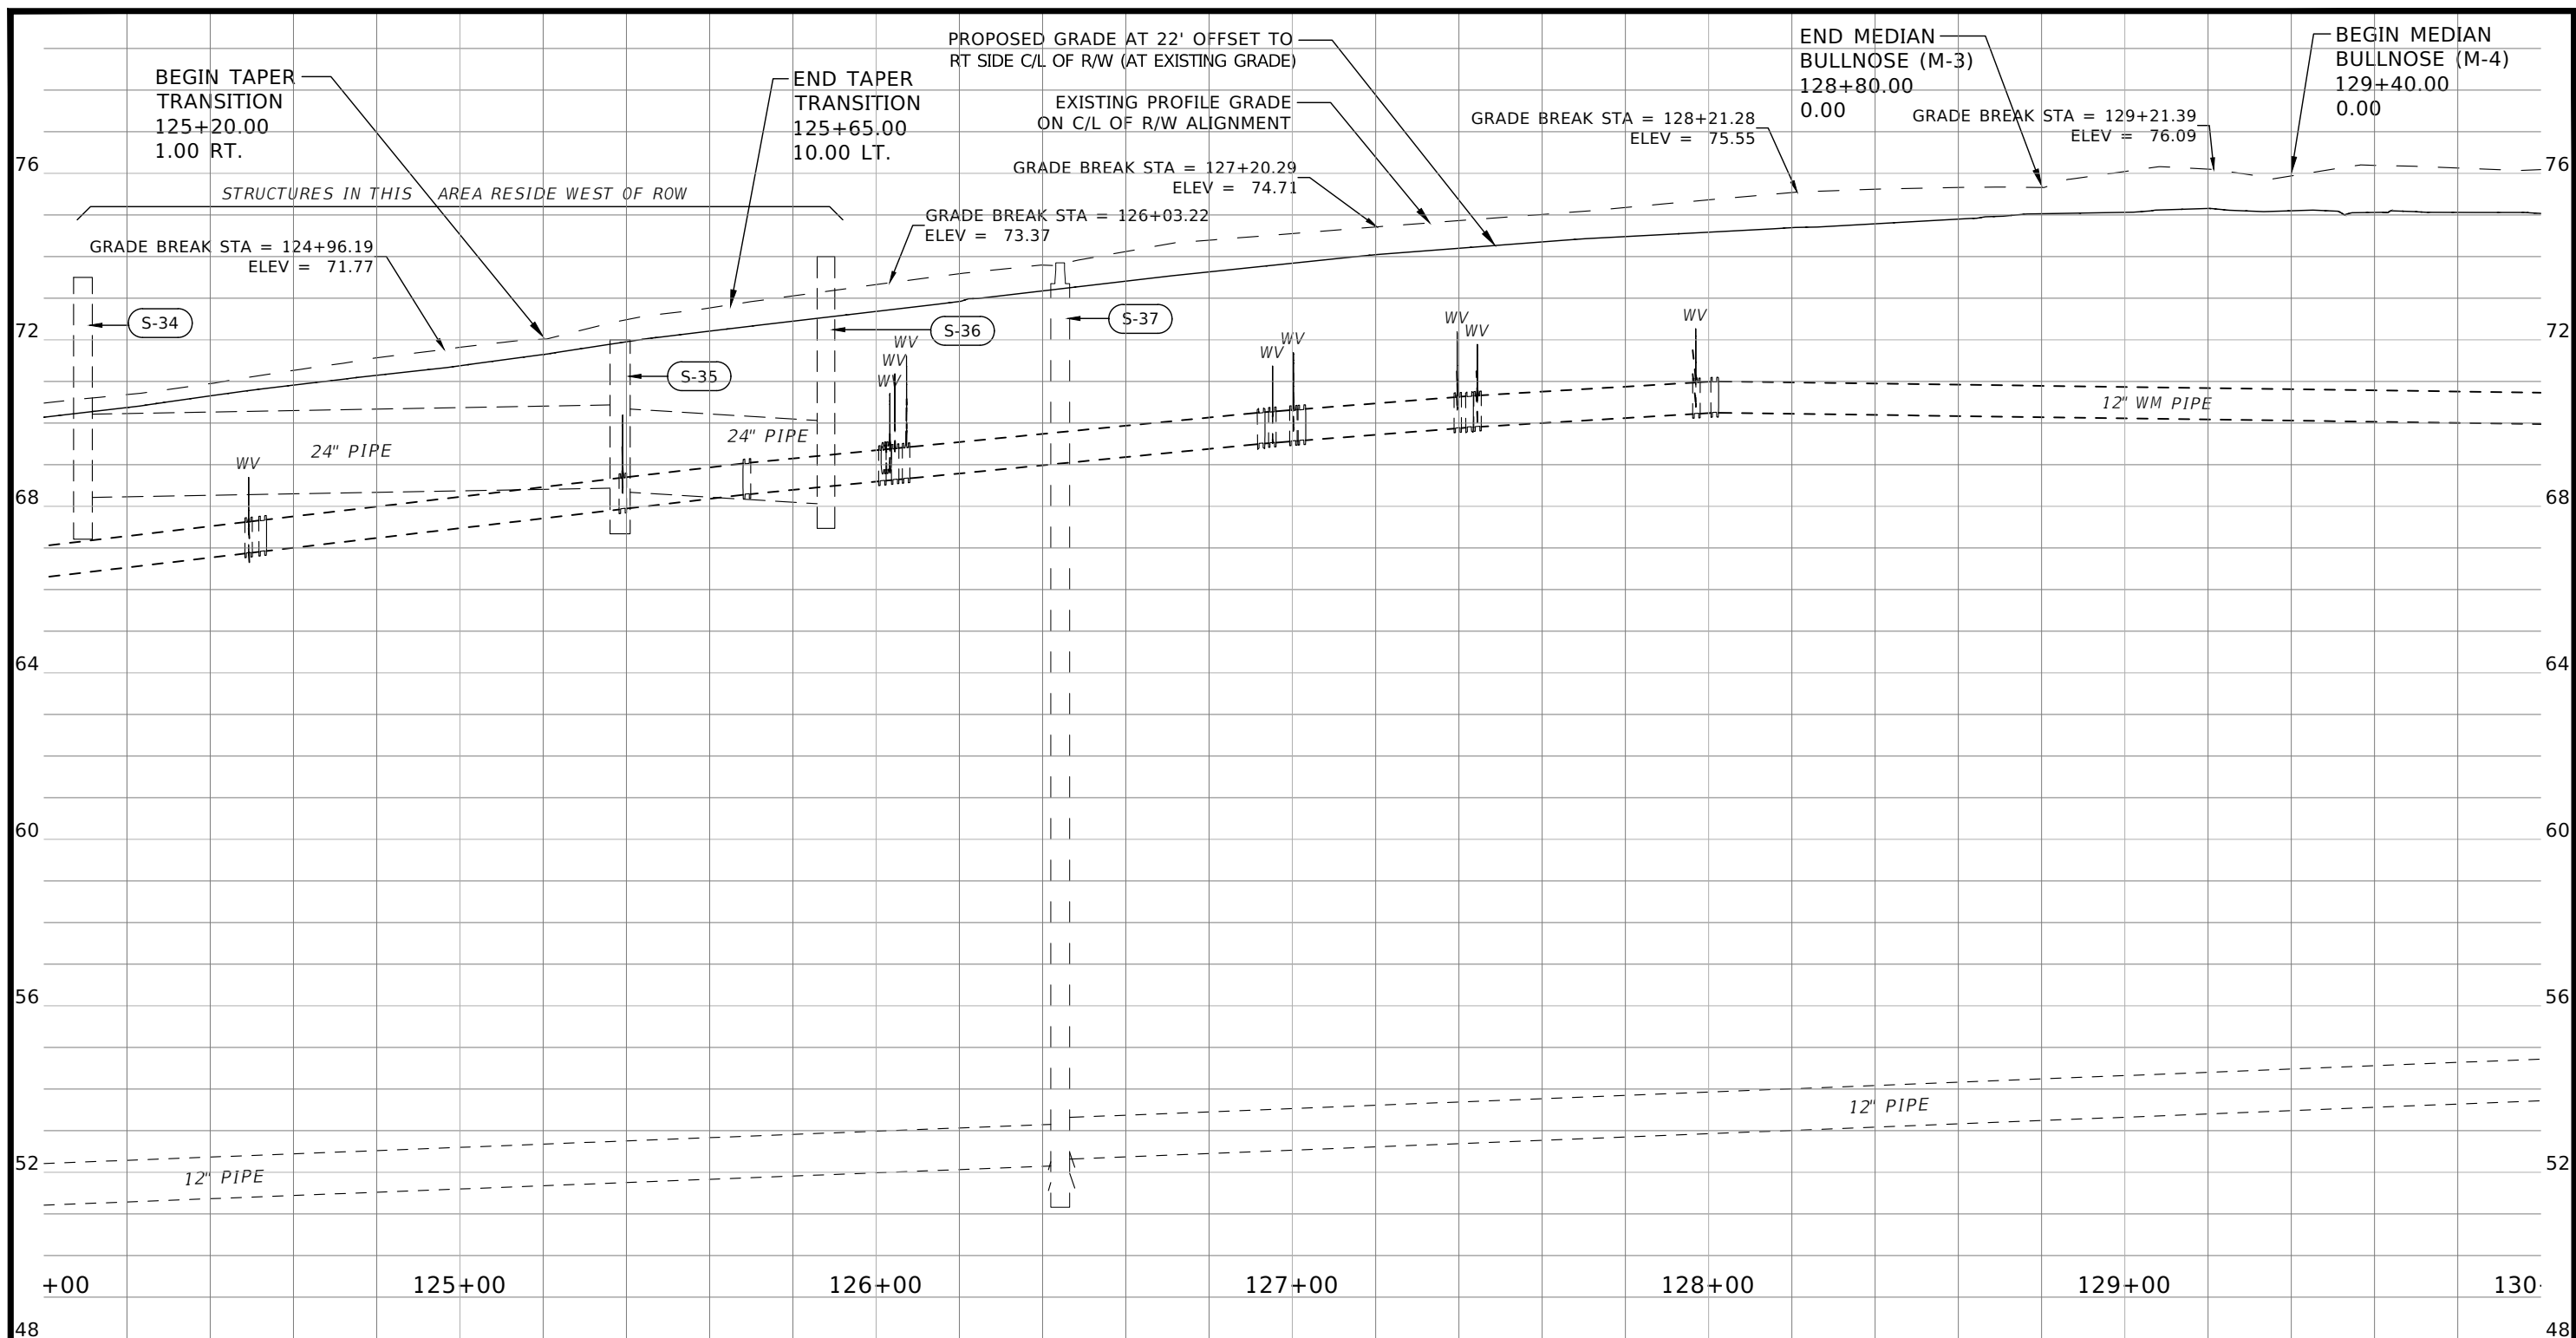 PROPOSED GRADE AT 22' OFFSET TO
RT SIDE C/L OF R/W (AT EXISTING GRADE)
END MEDIAN
BULLNOSE (M-3)
128+80.00
0.00
BEGIN MEDIAN
BULLNOSE (M-4)
129+40.00
0.00
BEGIN TAPER
TRANSITION
125+20.00
1.00 RT.
END TAPER
TRANSITION
125+65.00
10.00 LT.
EXISTING PROFILE GRADE
ON C/L OF R/W ALIGNMENT
GRADE BREAK STA = 128+21.28
ELEV = 75.55
GRADE BREAK STA = 129+21.39
ELEV = 76.09
76
76
GRADE BREAK STA = 127+20.29
ELEV = 74.71
STRUCTURES IN THIS AREA RESIDE WEST OF ROW
GRADE BREAK STA = 126+03.22
ELEV = 73.37
GRADE BREAK STA = 124+96.19
ELEV = 71.77
S-34
S-36
S-37
72
72
WV
WV
WV
WV
WV
WV
WV
WV
S-35
WV
12" WM PIPE
24" PIPE
24" PIPE
68
68
64
64
60
60
56
56
12" PIPE
52
52
12" PIPE
+00
125+00
126+00
127+00
128+00
129+00
130
48
48